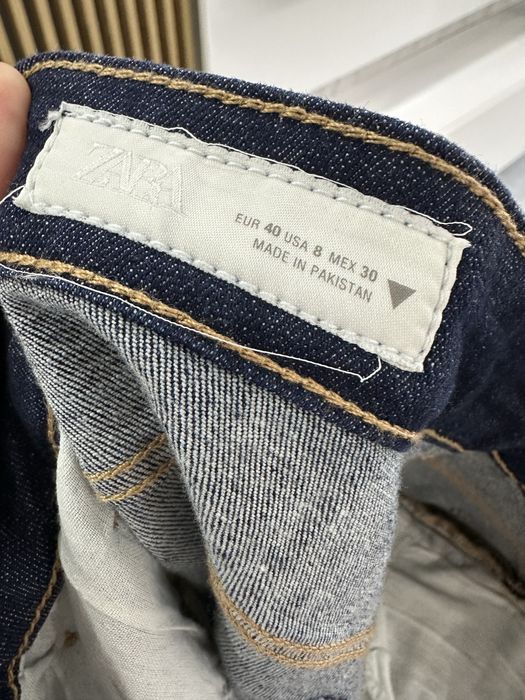 ZARA
EUR 40 USA 8 MEX 30
MADE IN PAKISTAN